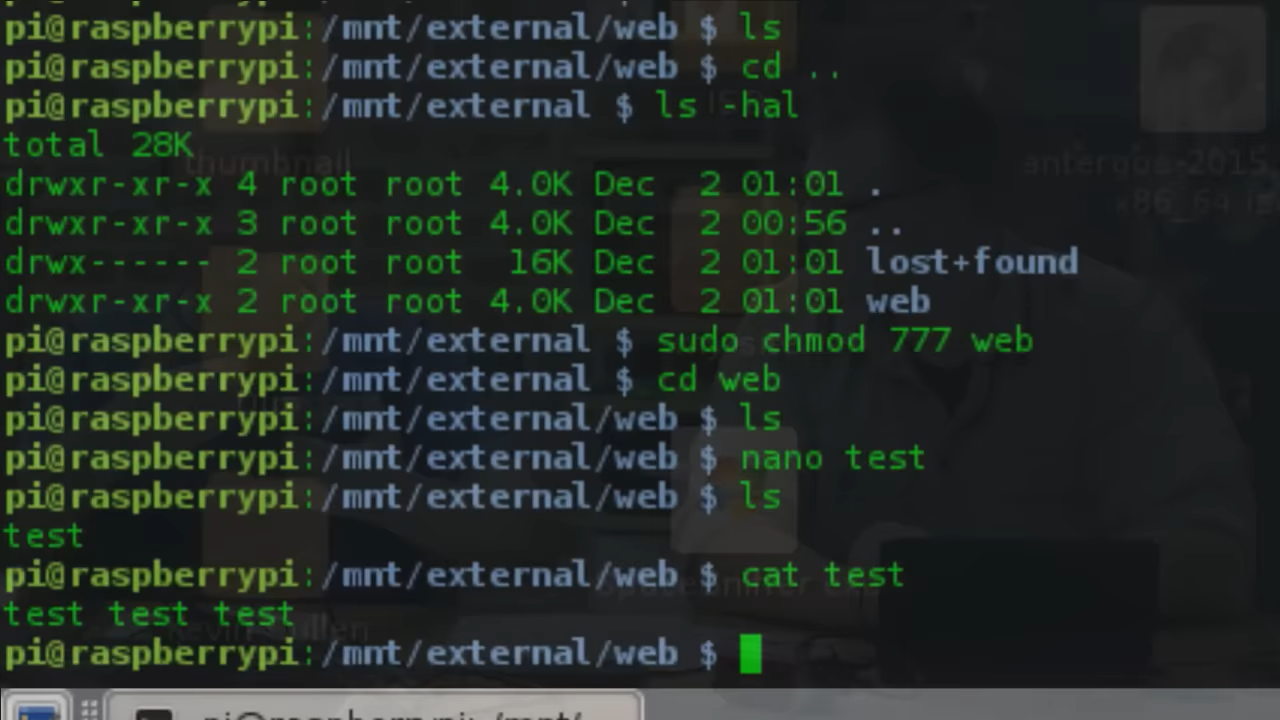 pi@raspberrypi:/mnt/external/web $ ls
pi@raspberrypi:/mnt/external/web $ cd ..
pi@raspberrypi:/mnt/external $ ls -hal
total 28K
drwxr-xr-x 4 root root 4.0K Dec 2 01:01 .
drwxr-xr-x 3 root root 4.0K Dec 2 00:56 ..
drwx------ 2 root root 16K Dec 2 01:01 lost+found
drwxr-xr-x 2 root root 4.0K Dec 2 01:01 web
pi@raspberrypi:/mnt/external $ sudo chmod 777 web
pi@raspberrypi:/mnt/external $ cd web
pi@raspberrypi:/mnt/external/web $ ls
pi@raspberrypi:/mnt/external/web $ nano test
pi@raspberrypi:/mnt/external/web $ ls
test
pi@raspberrypi:/mnt/external/web $ cat test
test test test
pi@raspberrypi:/mnt/external/web $
thumbnail